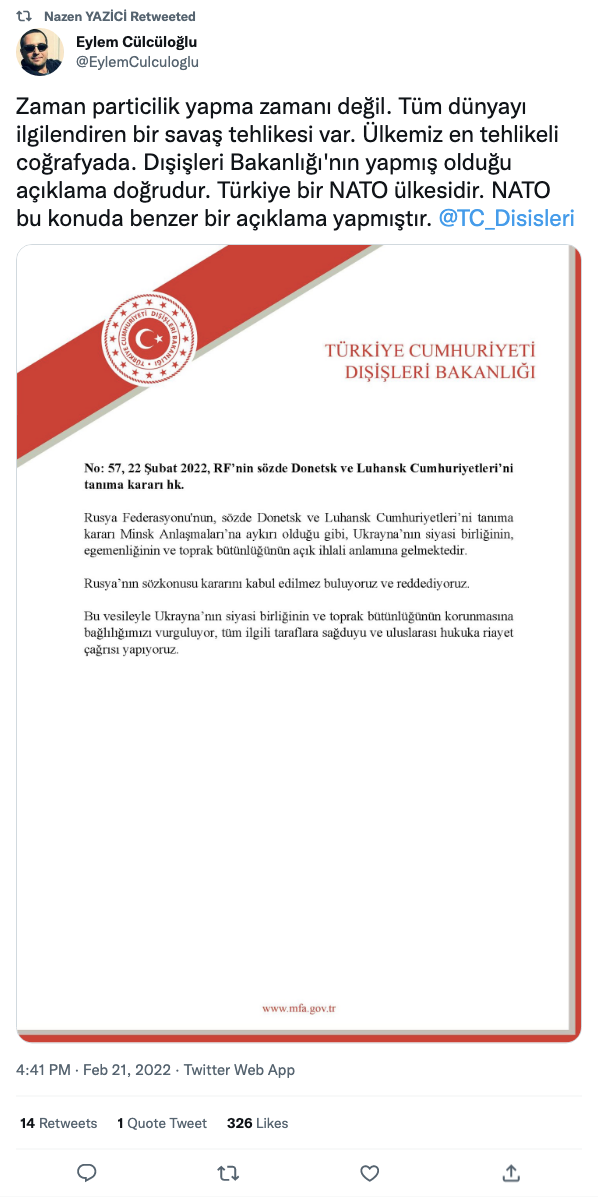 Nazen YAZİCİ Retweeted
Eylem Cülcüloğlu
@EylemCulculoglu
Zaman particilik yapma zamanı değil. Tüm dünyayı
ilgilendiren bir savaş tehlikesi var. Ülkemiz en tehlikeli
coğrafyada. Dışişleri Bakanlığı'nın yapmış olduğu
açıklama doğrudur. Türkiye bir NATO ülkesidir. NATO
bu konuda benzer bir açıklama yapmıştır. @TC_Disisleri
TÜRKİYE CUMHURİYETİ DIŞİŞLERİ BAKANLIĞI
TÜRKİYE CUMHURİYETİ
DIŞİŞLERİ BAKANLIĞI
No: 57, 22 Şubat 2022, RF’nin sözde Donetsk ve Luhansk Cumhuriyetleri’ni
tanıma kararı hk.
Rusya Federasyonu'nun, sözde Donetsk ve Luhansk Cumhuriyetleri’ni tanıma
kararı Minsk Anlaşmaları’na aykırı olduğu gibi, Ukrayna’nın siyasi birliğinin,
egemenliğinin ve toprak bütünlüğünün açık ihlali anlamına gelmektedir.
Rusya’nın sözkonusu kararını kabul edilmez buluyoruz ve reddediyoruz.
Bu vesileyle Ukrayna’nın siyasi birliğinin ve toprak bütünlüğünün korunmasına
bağlılığımızı vurguluyor, tüm ilgili taraflara sağduyu ve uluslarası hukuka riayet
çağrısı yapıyoruz.
www.mfa.gov.tr
4:41 PM · Feb 21, 2022 · Twitter Web App
14 Retweets 1 Quote Tweet 326 Likes